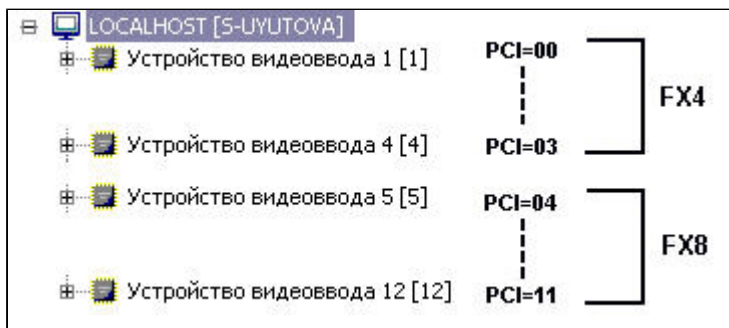 LOCALHOST [S-UYUTOVA]
Устройство видеоввода 1 [1] PCI=00
FX4
Устройство видеоввода 4 [4] PCI=03
Устройство видеоввода 5 [5] PCI=04
FX8
Устройство видеоввода 12 [12] PCI=11